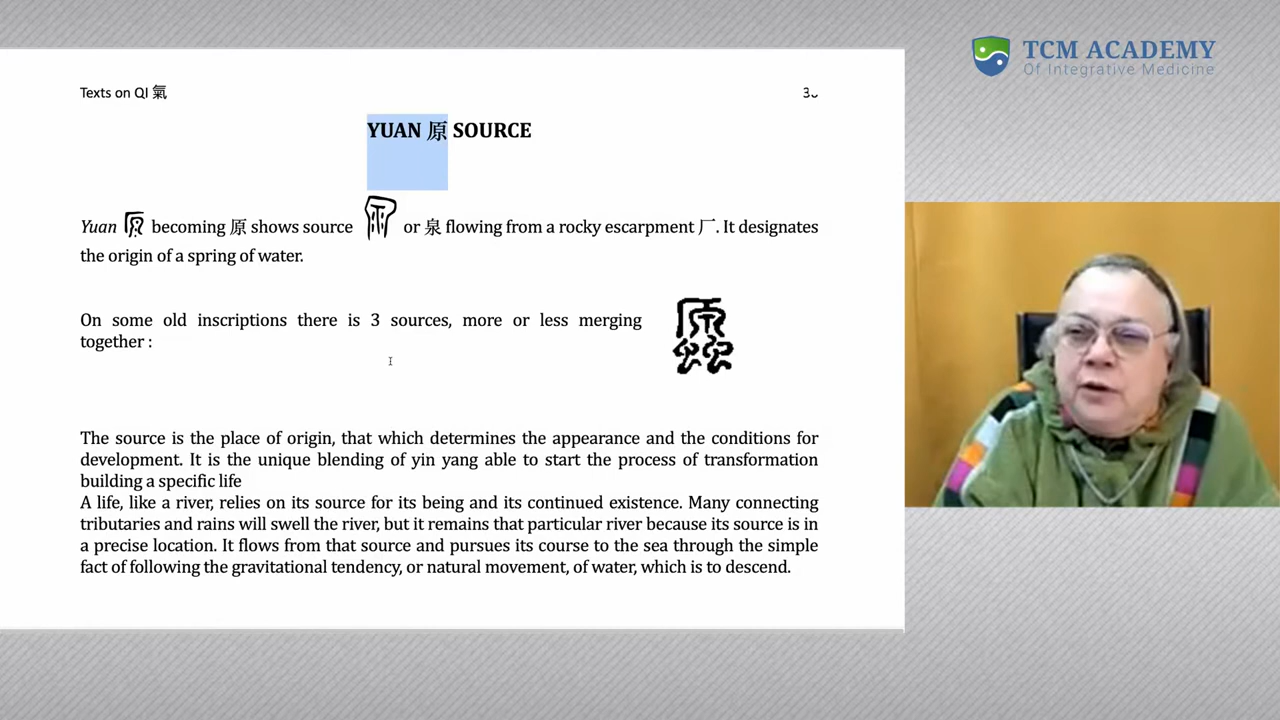 TCM ACADEMY
Of Integrative Medicine
Texts on QI 氣
YUAN 原 SOURCE
Yuan becoming 原 shows source or 泉 flowing from a rocky escarpment 厂. It designates
the origin of a spring of water.
On some old inscriptions there is 3 sources, more or less merging
together :
The source is the place of origin, that which determines the appearance and the conditions for
development. It is the unique blending of yin yang able to start the process of transformation
building a specific life
A life, like a river, relies on its source for its being and its continued existence. Many connecting
tributaries and rains will swell the river, but it remains that particular river because its source is in
a precise location. It flows from that source and pursues its course to the sea through the simple
fact of following the gravitational tendency, or natural movement, of water, which is to descend.